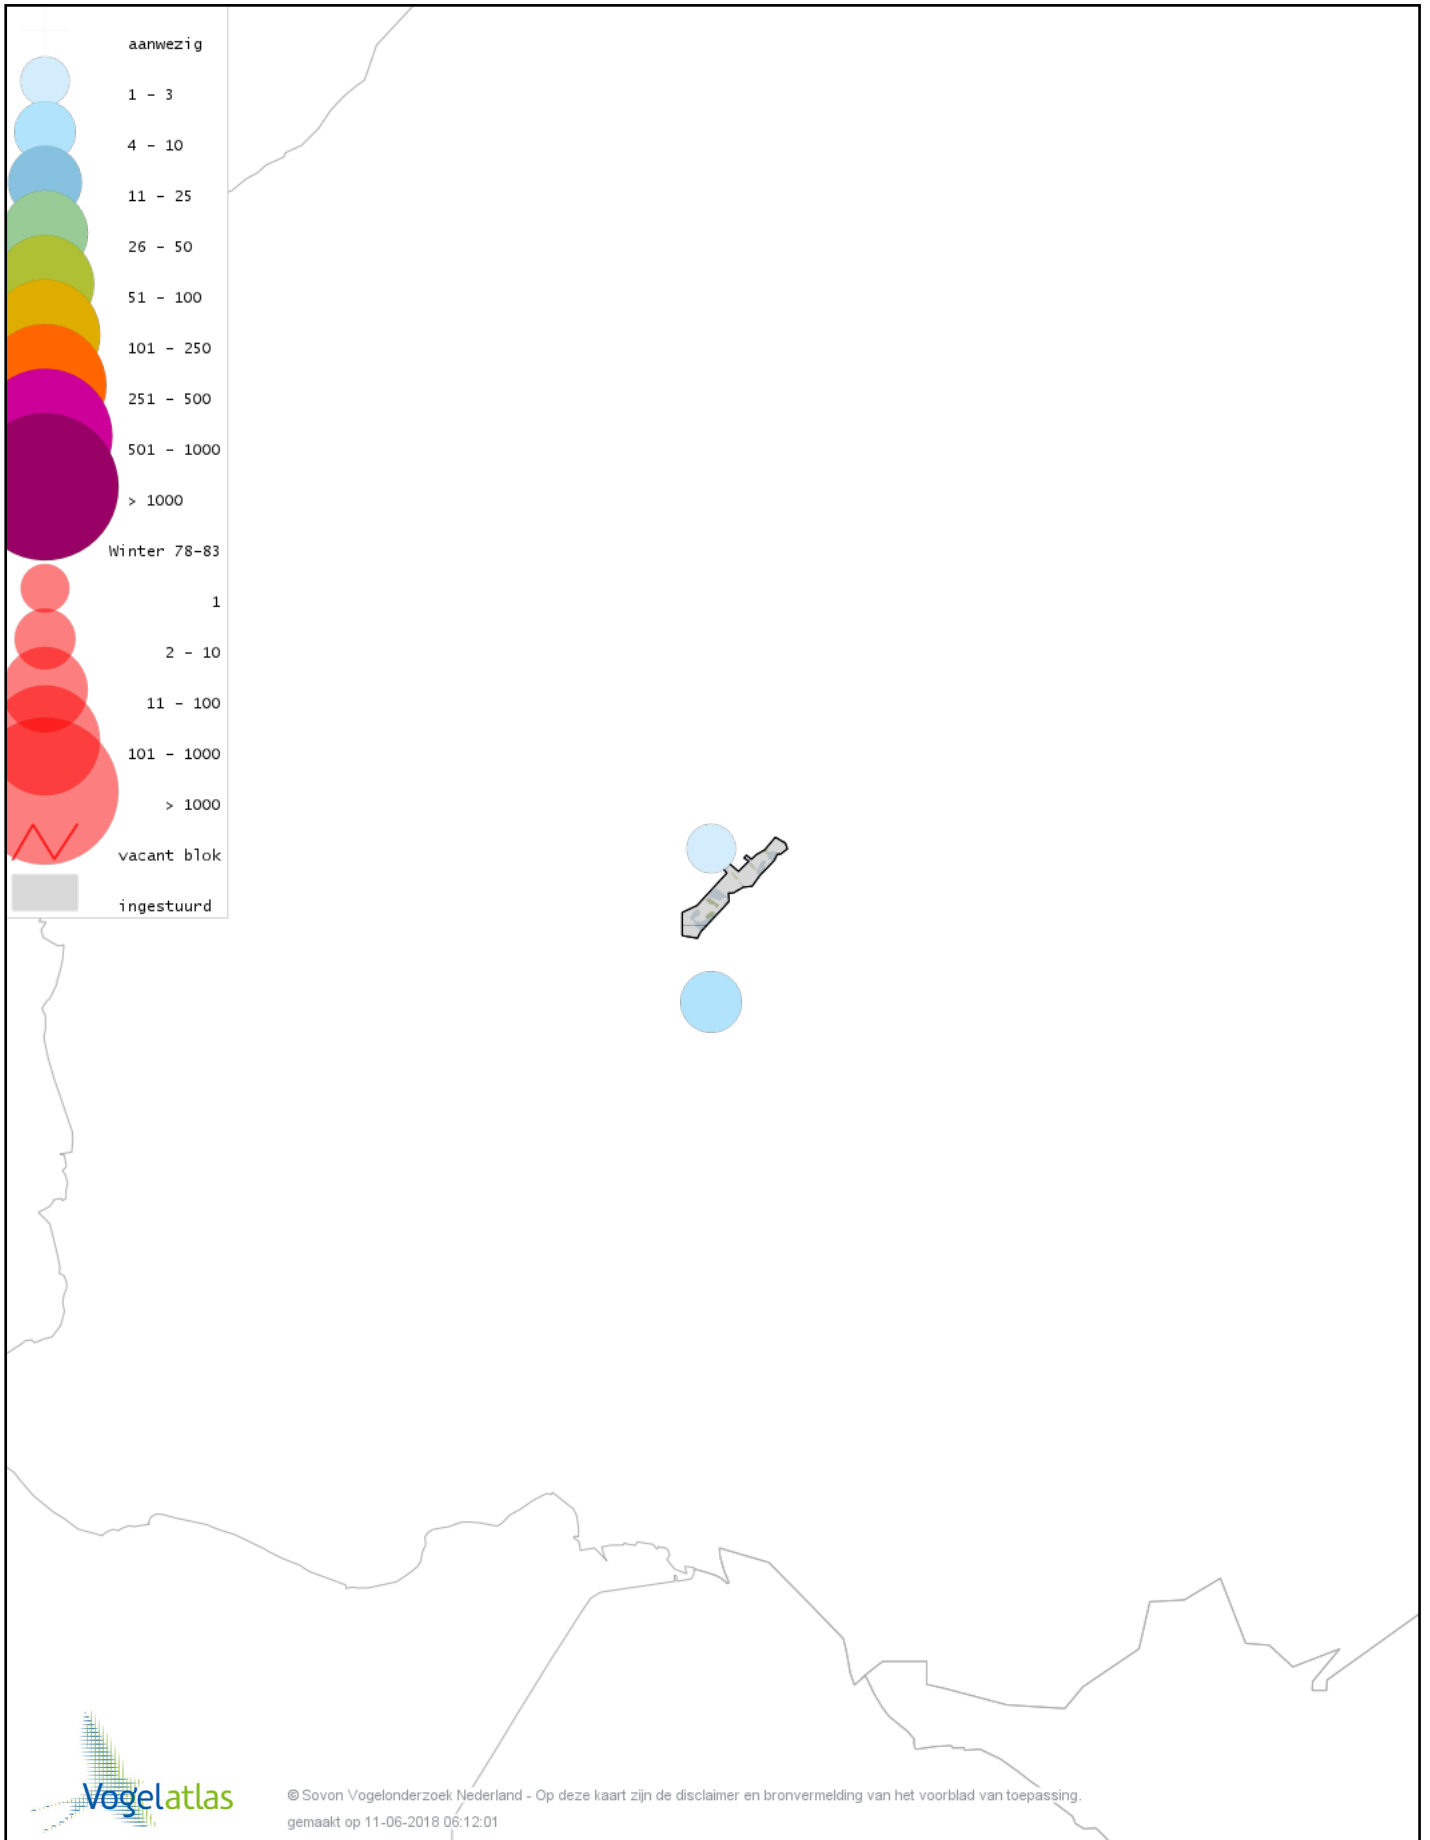 aanwezig
1 - 3
4 - 10
11 - 25
26 - 50
51 - 100
101 - 250
251 - 500
501 - 1000
> 1000
Winter 78-83
1
2 - 10
11 - 100
101 - 1000
> 1000
vacant blok
ingestuurd
Vogelatlas
© Sovon Vogelonderzoek Nederland - Op deze kaart zijn de disclaimer en bronvermelding van het voorblad van toepassing.
gemaakt op 11-06-2018 06:12:01